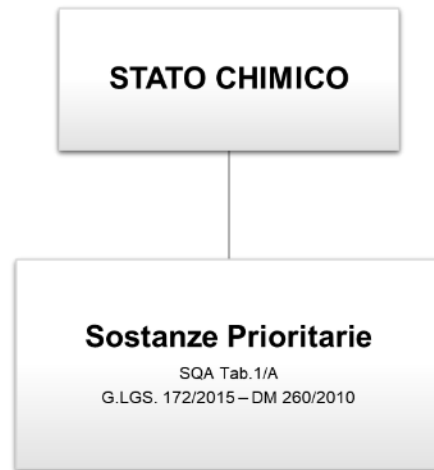 STATO CHIMICO
Sostanze Prioritarie
SQA Tab.1/A
G.LGS. 172/2015 – DM 260/2010